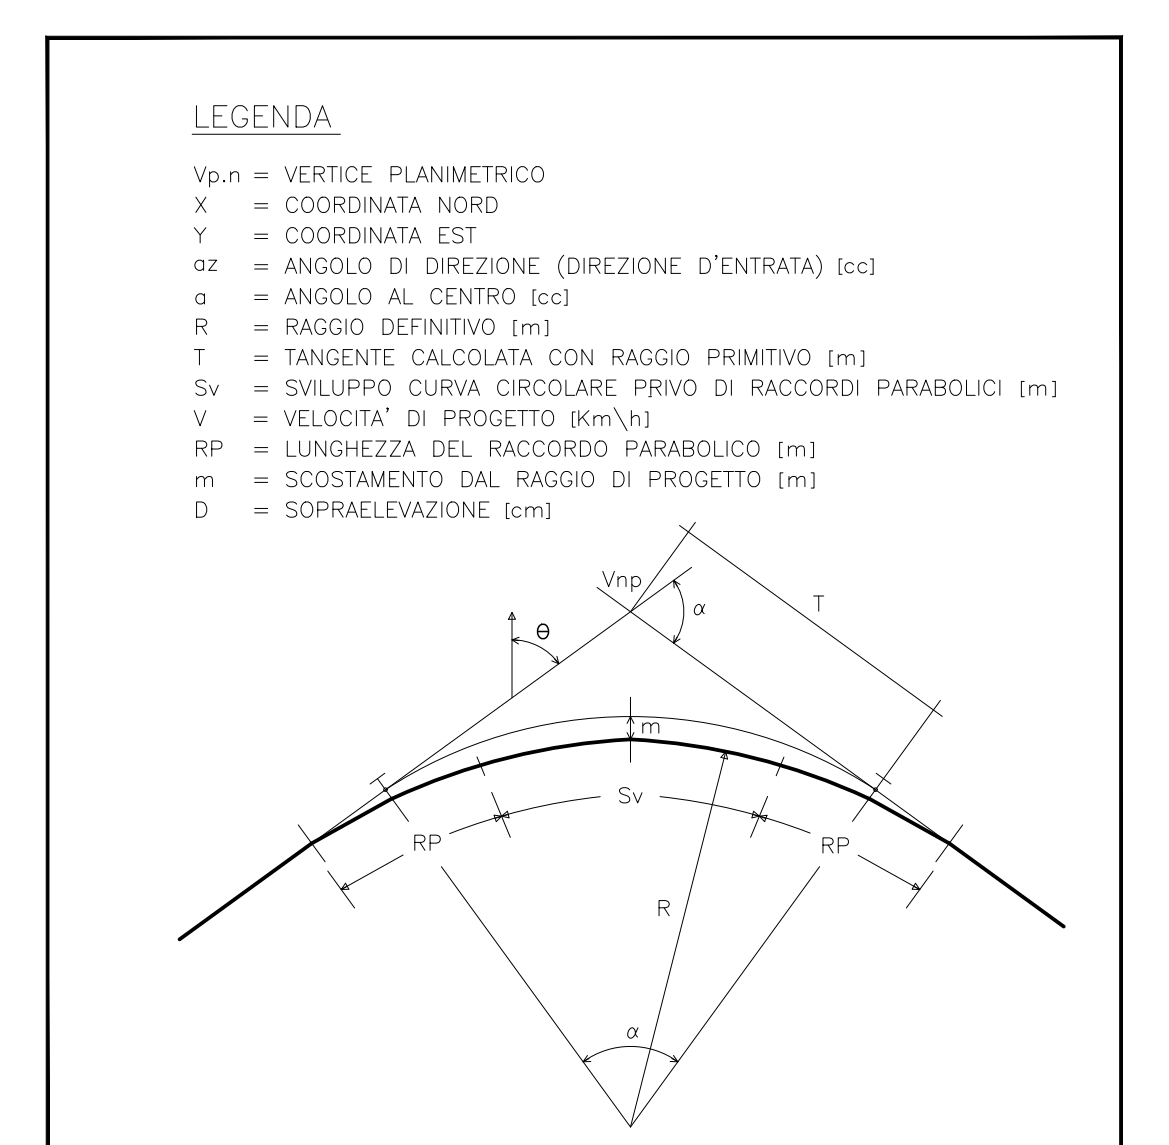 LEGENDA
Vp.n = VERTICE PLANIMETRICO
X = COORDINATA NORD
Y = COORDINATA EST
az = ANGOLO DI DIREZIONE (DIREZIONE D'ENTRATA) [cc]
a = ANGOLO AL CENTRO [cc]
R = RAGGIO DEFINITIVO [m]
T = TANGENTE CALCOLATA CON RAGGIO PRIMITIVO [m]
Sv = SVILUPPO CURVA CIRCOLARE PRIVO DI RACCORDI PARABOLICI [m]
V = VELOCITA' DI PROGETTO [Km\h]
RP = LUNGHEZZA DEL RACCORDO PARABOLICO [m]
m = SCOSTAMENTO DAL RAGGIO DI PROGETTO [m]
D = SOPRAELEVAZIONE [cm]
Vnp
α
T
θ
m
Sv
RP
RP
R
α